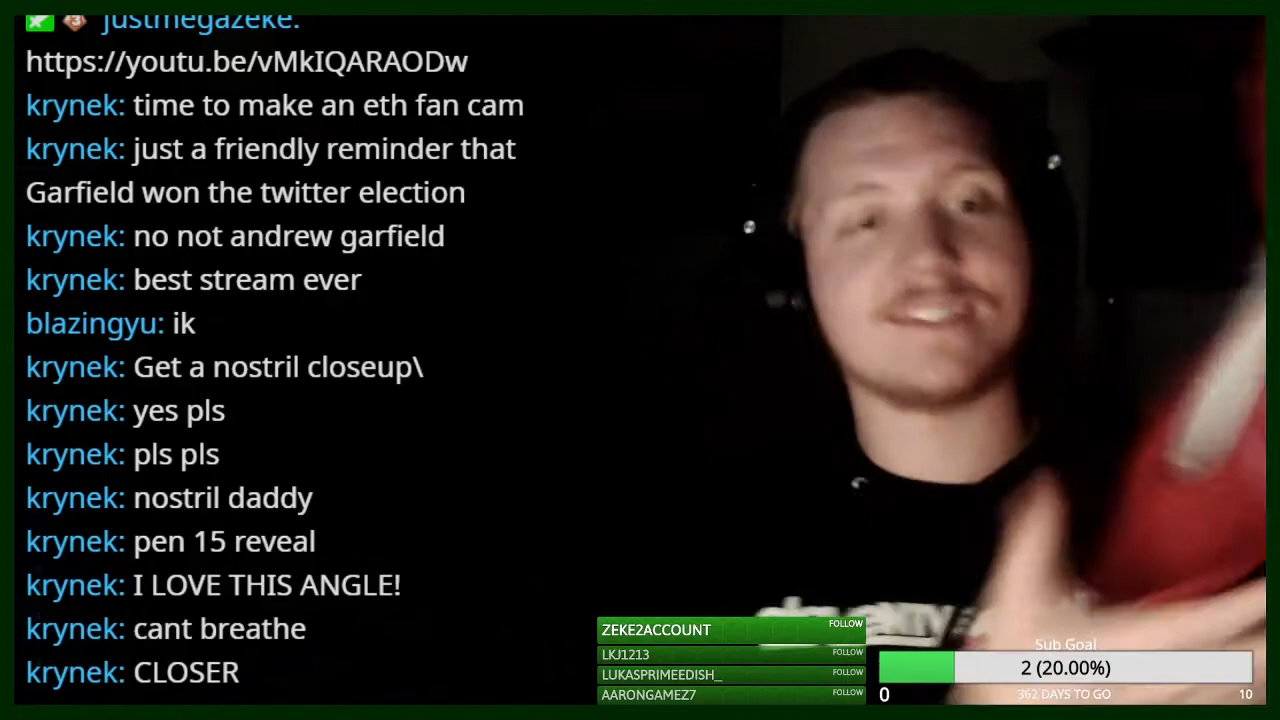 justmegazeke:
https://youtu.be/vMkIQARAODw
krynek: time to make an eth fan cam
krynek: just a friendly reminder that
Garfield won the twitter election
krynek: no not andrew garfield
krynek: best stream ever
blazingyu: ik
krynek: Get a nostril closeup\
krynek: yes pls
krynek: pls pls
krynek: nostril daddy
krynek: pen 15 reveal
krynek: I LOVE THIS ANGLE!
krynek: cant breathe
krynek: CLOSER
ZEKE2ACCOUNT FOLLOW
LKJ1213 FOLLOW
LUKASPRIMEEDISH_ FOLLOW
AARONGAMEZ7 FOLLOW
Sub Goal
2 (20.00%)
0 362 DAYS TO GO 10